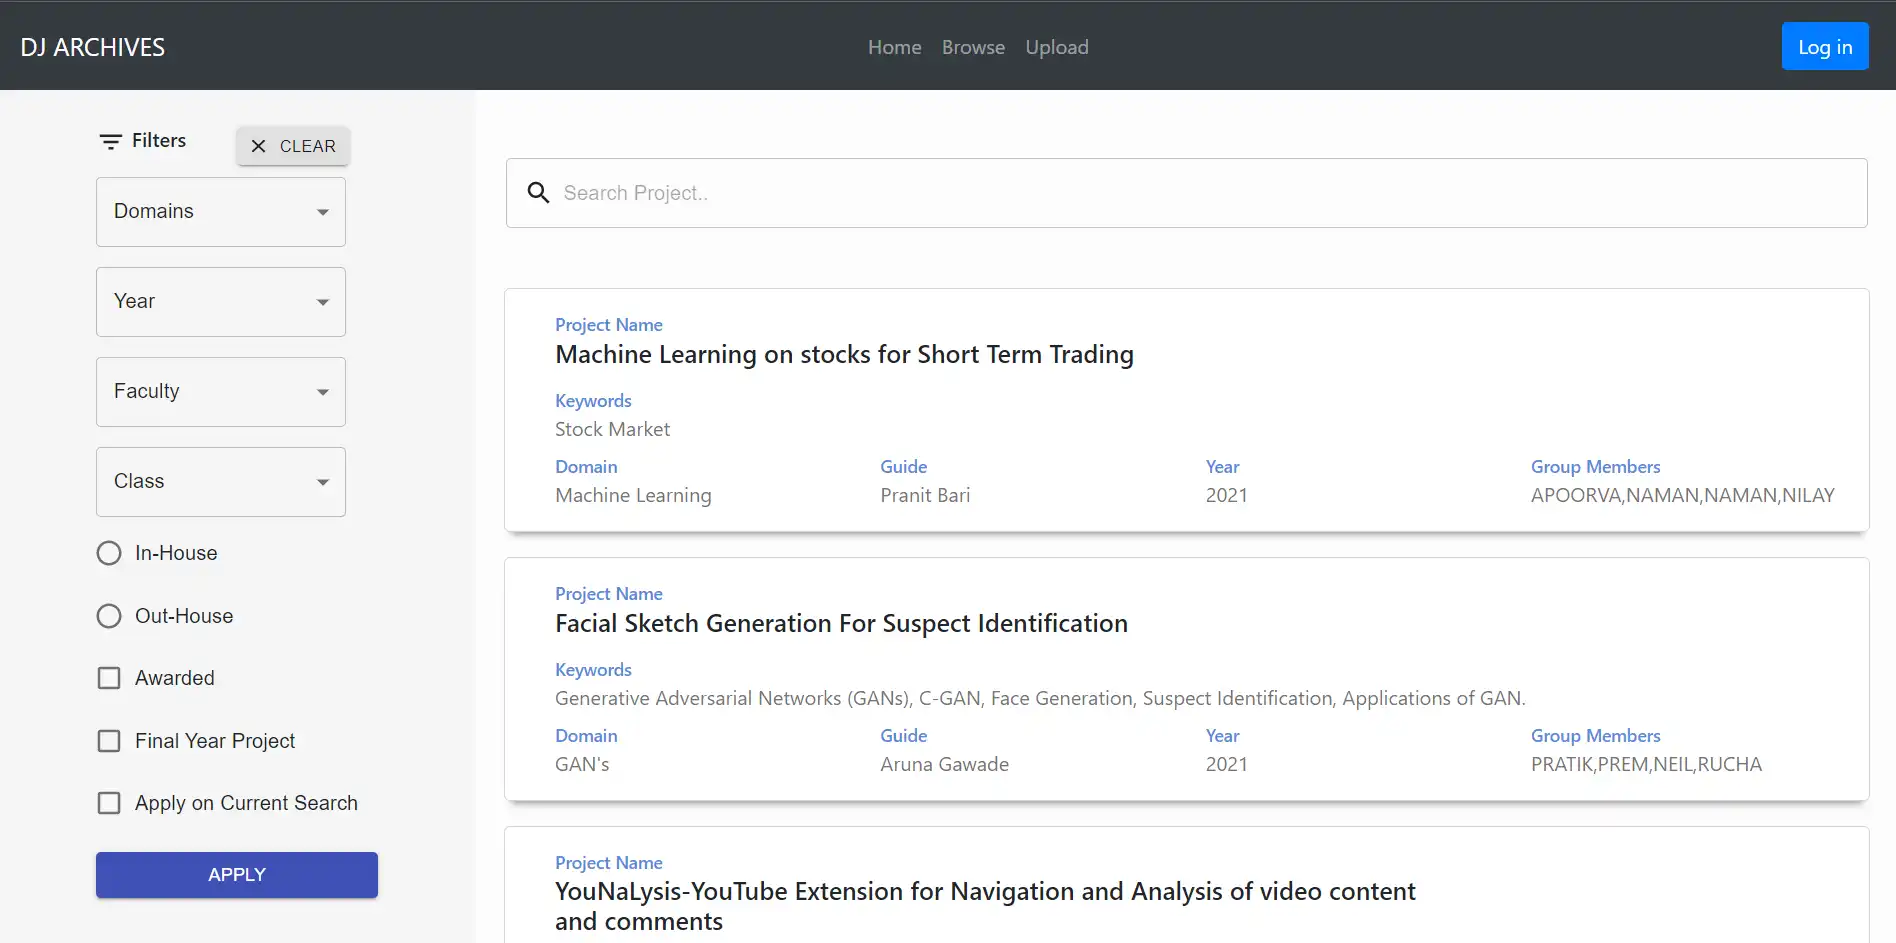 DJ ARCHIVES
Home Browse Upload
Log in
Filters
CLEAR
Domains
Year
Faculty
Class
In-House
Out-House
Awarded
Final Year Project
Apply on Current Search
APPLY
Search Project..
Project Name
Machine Learning on stocks for Short Term Trading
Keywords
Stock Market
Domain Guide Year Group Members
Machine Learning Pranit Bari 2021 APOORVA,NAMAN,NAMAN,NILAY
Project Name
Facial Sketch Generation For Suspect Identification
Keywords
Generative Adversarial Networks (GANs), C-GAN, Face Generation, Suspect Identification, Applications of GAN.
Domain Guide Year Group Members
GAN's Aruna Gawade 2021 PRATIK,PREM,NEIL,RUCHA
Project Name
YouNaLysis-YouTube Extension for Navigation and Analysis of video content
and comments